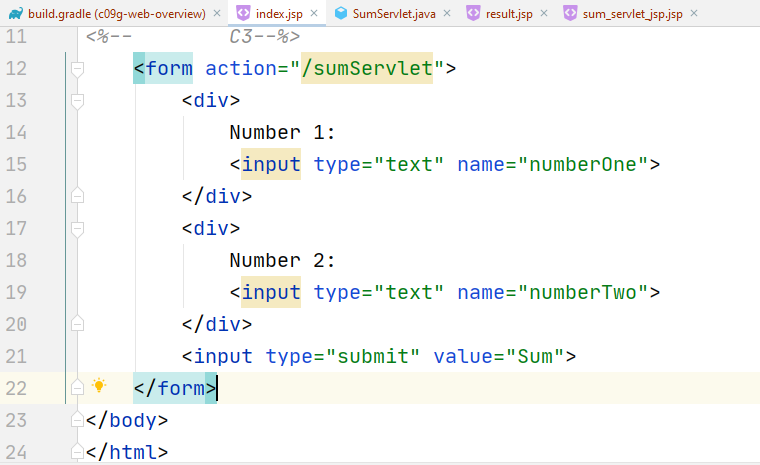 build.gradle (c09g-web-overview) × index.jsp × SumServlet.java × result.jsp × sum_servlet_jsp.jsp ×
11 <%-- C3--%>
12 <form action="/sumServlet">
13 <div>
14 Number 1:
15 <input type="text" name="numberOne">
16 </div>
17 <div>
18 Number 2:
19 <input type="text" name="numberTwo">
20 </div>
21 <input type="submit" value="Sum">
22 </form>
23 </body>
24 </html>